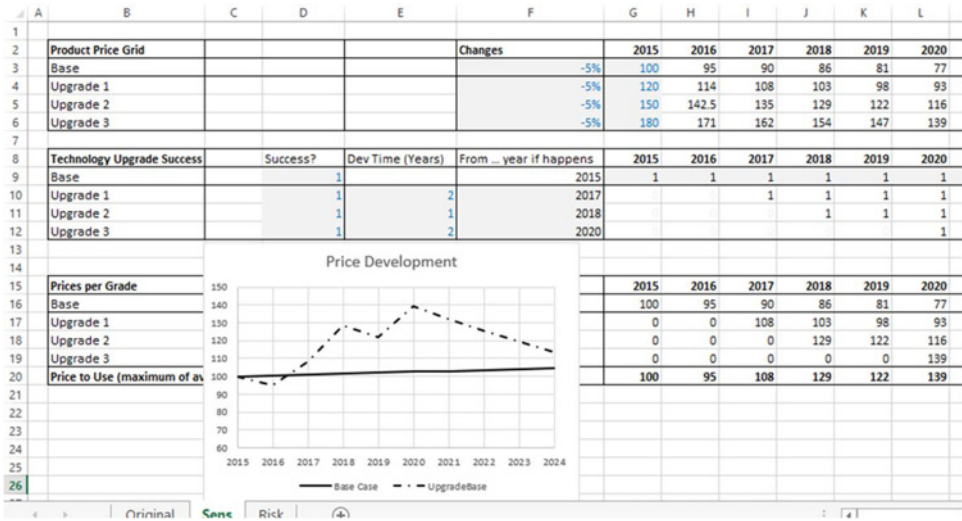 A B C D E F G H I J K L
1
2 Product Price Grid Changes 2015 2016 2017 2018 2019 2020
3 Base -5% 100 95 90 86 81 77
4 Upgrade 1 -5% 120 114 108 103 98 93
5 Upgrade 2 -5% 150 142.5 135 129 122 116
6 Upgrade 3 -5% 180 171 162 154 147 139
7
8 Technology Upgrade Success Success? Dev Time (Years) From ... year if happens 2015 2016 2017 2018 2019 2020
9 Base 1 2015 1 1 1 1 1 1
10 Upgrade 1 1 2 2017 1 1 1 1
11 Upgrade 2 1 1 2018 1 1 1
12 Upgrade 3 1 2 2020 1
13
14
15 Prices per Grade 2015 2016 2017 2018 2019 2020
16 Base 100 95 90 86 81 77
17 Upgrade 1 0 0 108 103 98 93
18 Upgrade 2 0 0 0 129 122 116
19 Upgrade 3 0 0 0 0 0 139
20 Price to Use (maximum of av 100 95 108 129 122 139
21
22
23
24
25
26
Price Development
150
140
130
120
110
100
90
80
70
60
2015 2016 2017 2018 2019 2020 2021 2022 2023 2024
Base Case UpgradeBase
Original Sens Risk